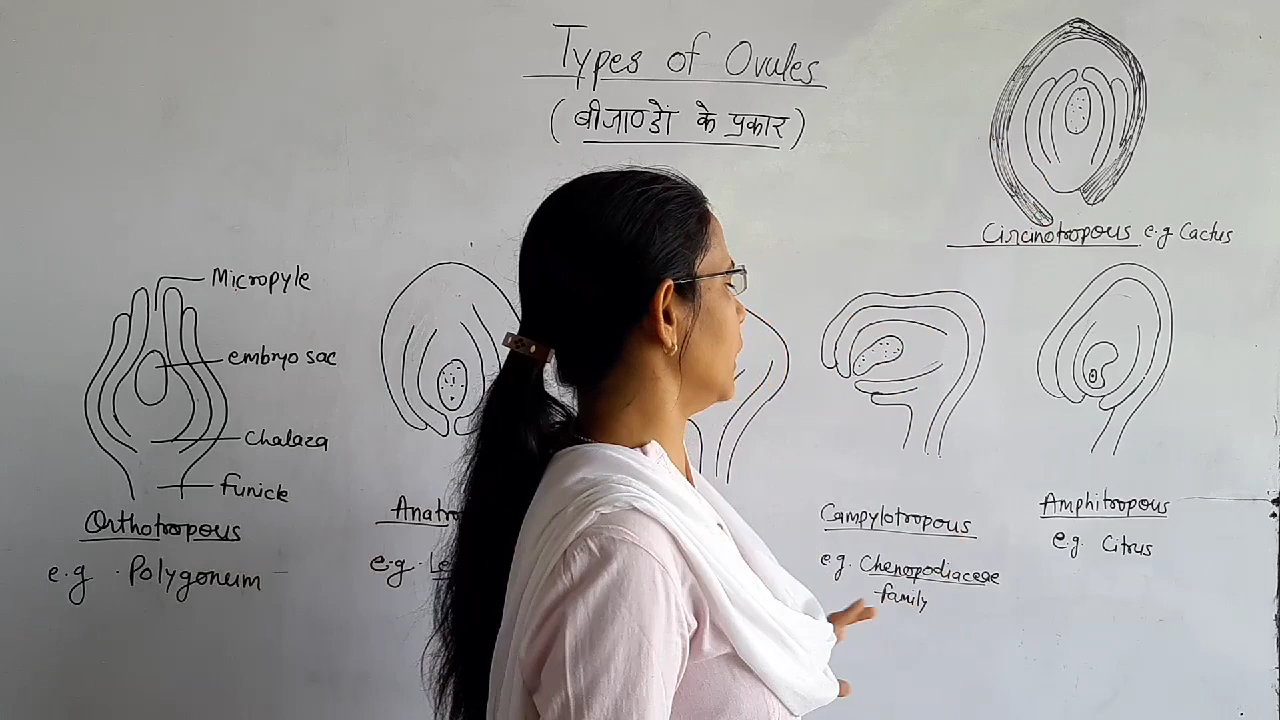 Types of Ovules
(बीजाण्डों के प्रकार)
Circinotropous e.g Cactus
Micropyle
embryo sac
Chalaza
funicle
Orthotropous
e.g. Polygonum
e.g.
Campylotropous
e.g. Chenopodiaceae
family
Amphitropous
e.g. Citrus